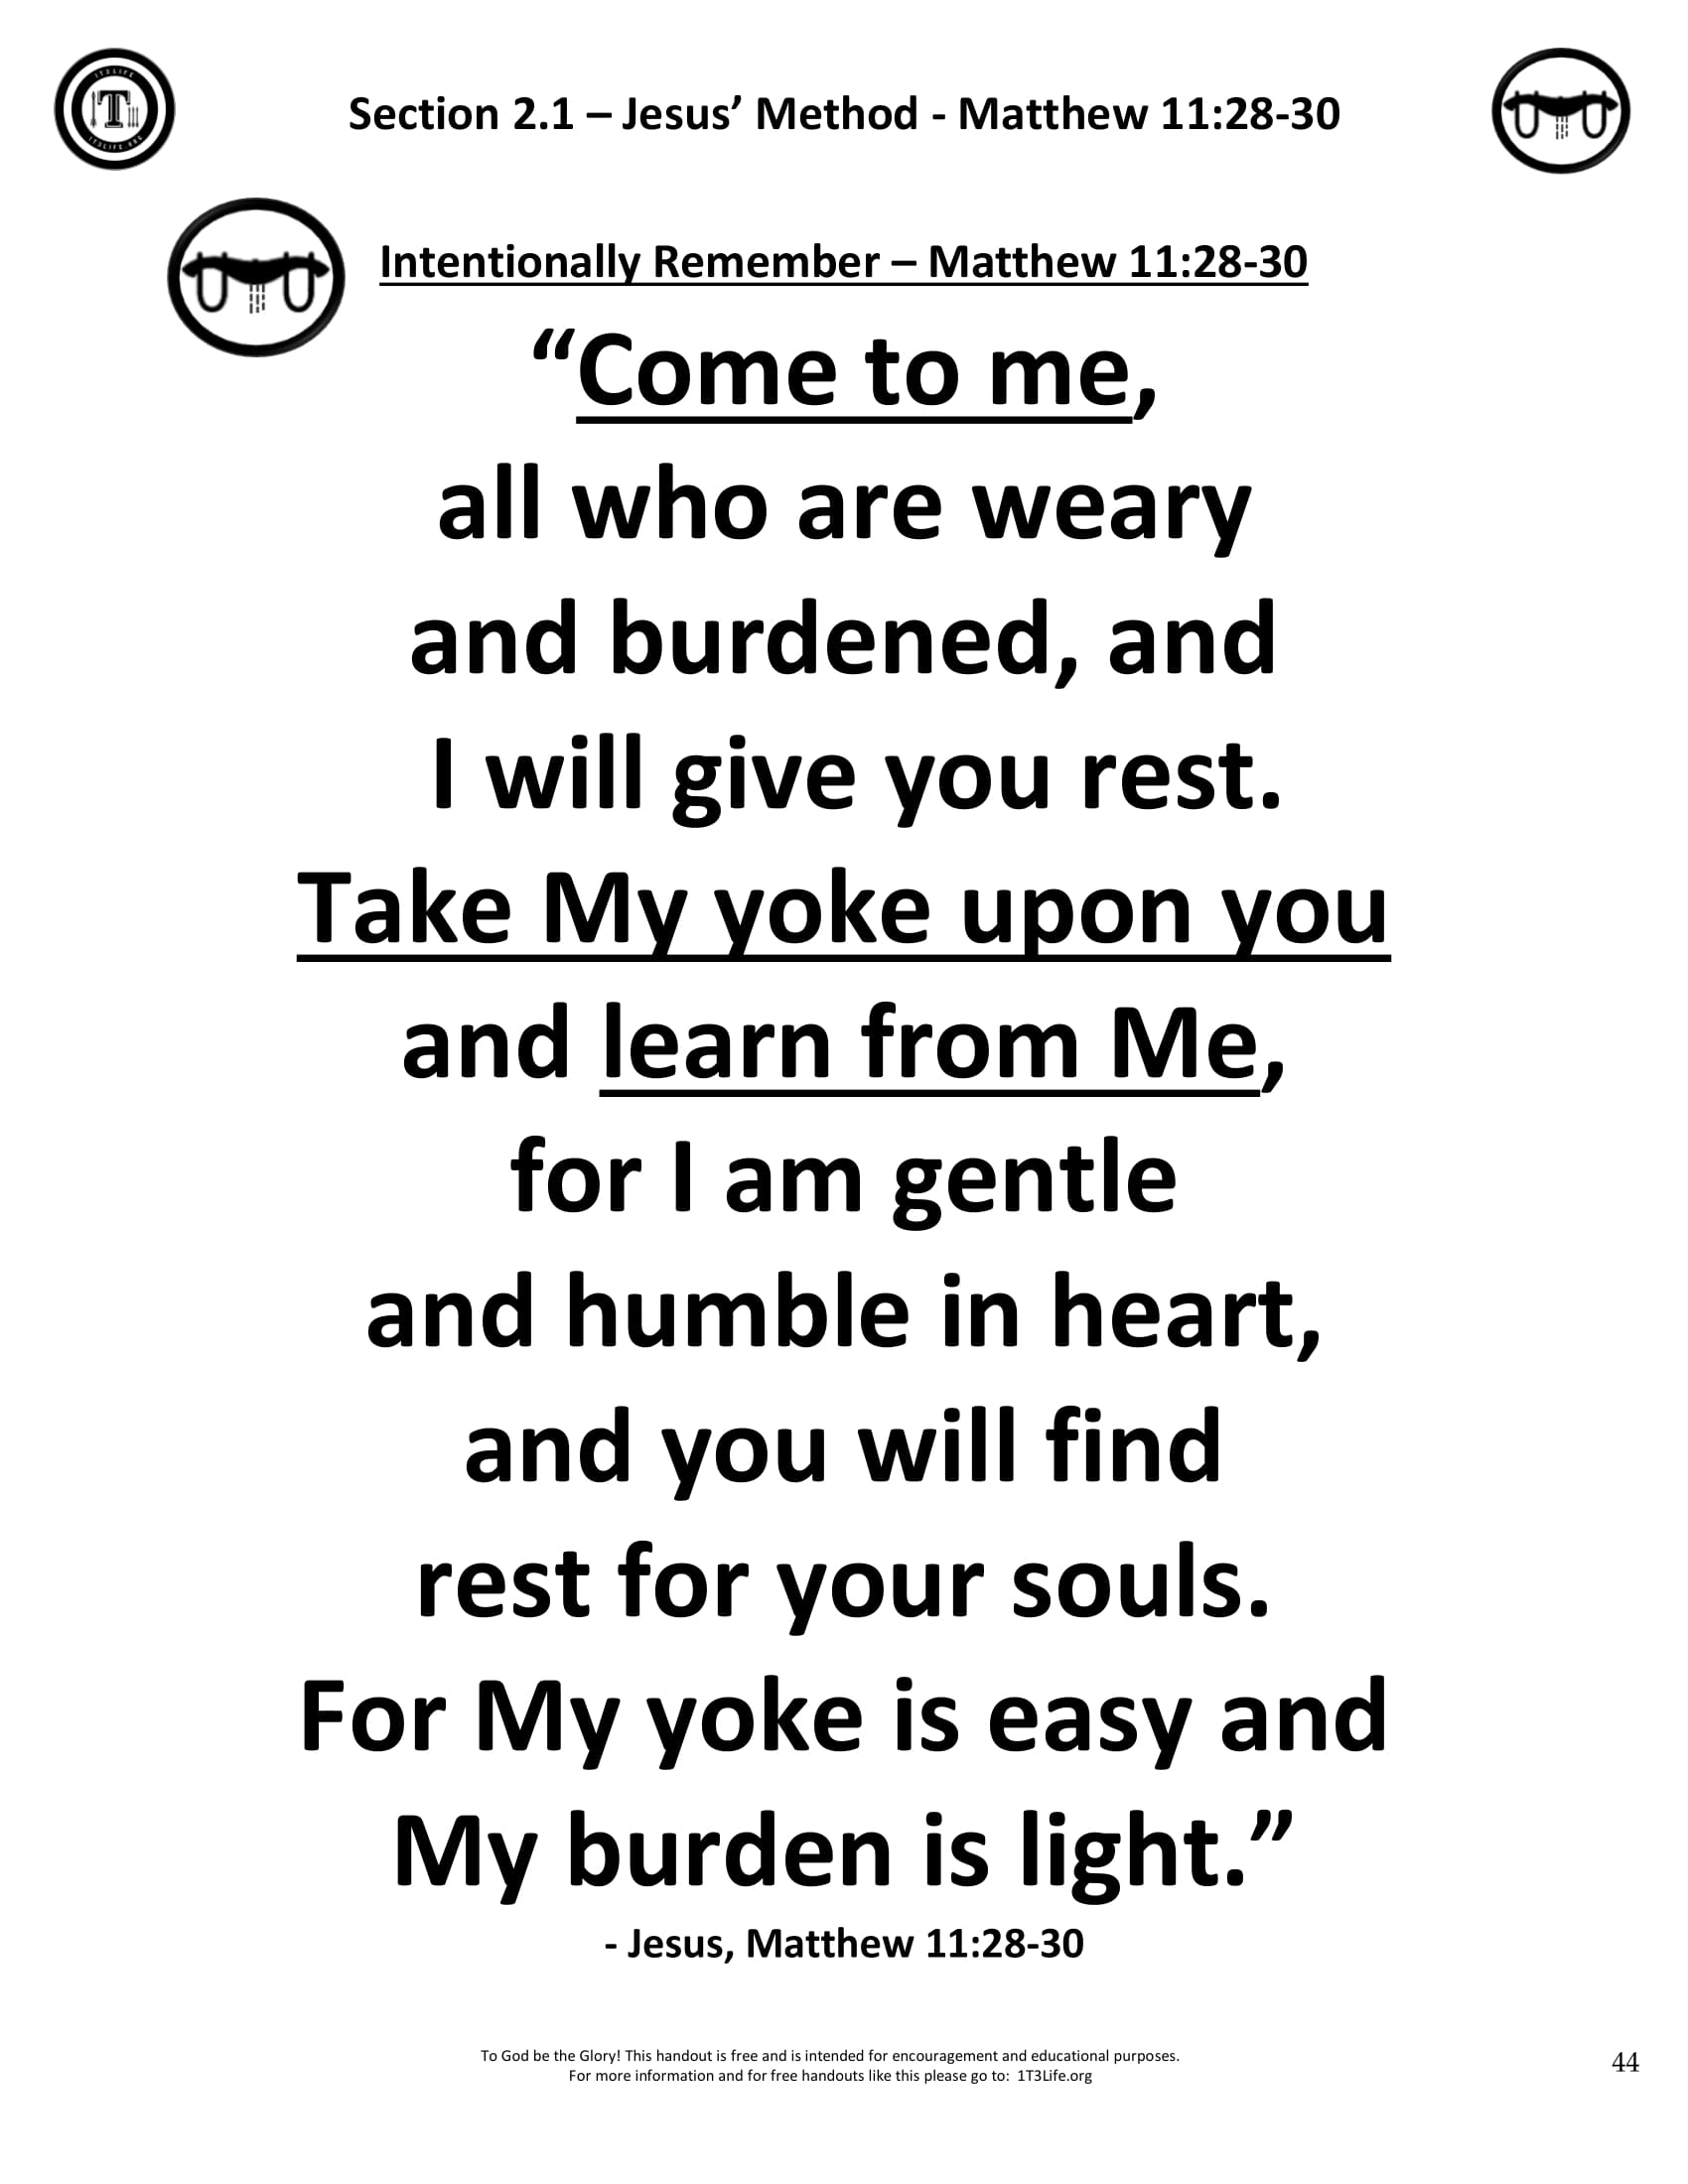 Section 2.1 – Jesus’ Method - Matthew 11:28-30
Intentionally Remember – Matthew 11:28-30
“Come to me,
all who are weary
and burdened, and
I will give you rest.
Take My yoke upon you
and learn from Me,
for I am gentle
and humble in heart,
and you will find
rest for your souls.
For My yoke is easy and
My burden is light.”
- Jesus, Matthew 11:28-30
To God be the Glory! This handout is free and is intended for encouragement and educational purposes.
For more information and for free handouts like this please go to:  1T3Life.org
44